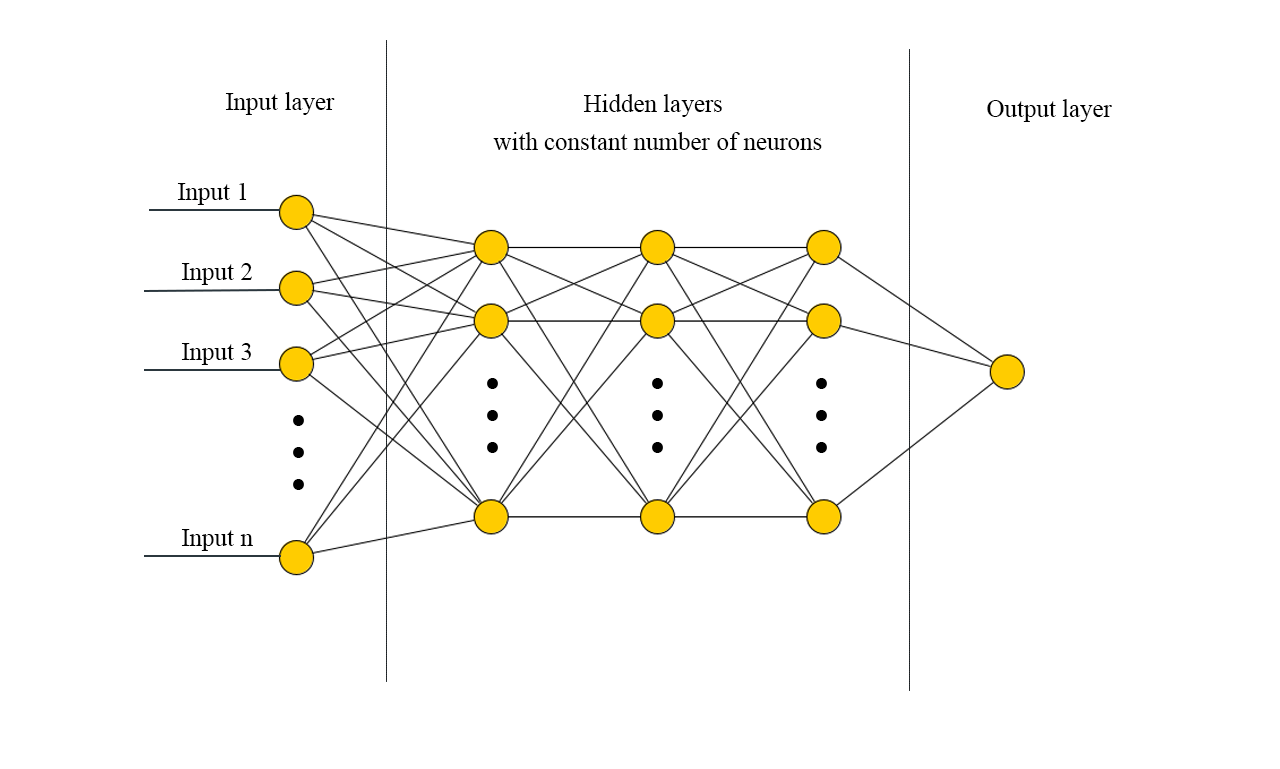 Input layer
Hidden layers
with constant number of neurons
Output layer
Input 1
Input 2
Input 3
Input n